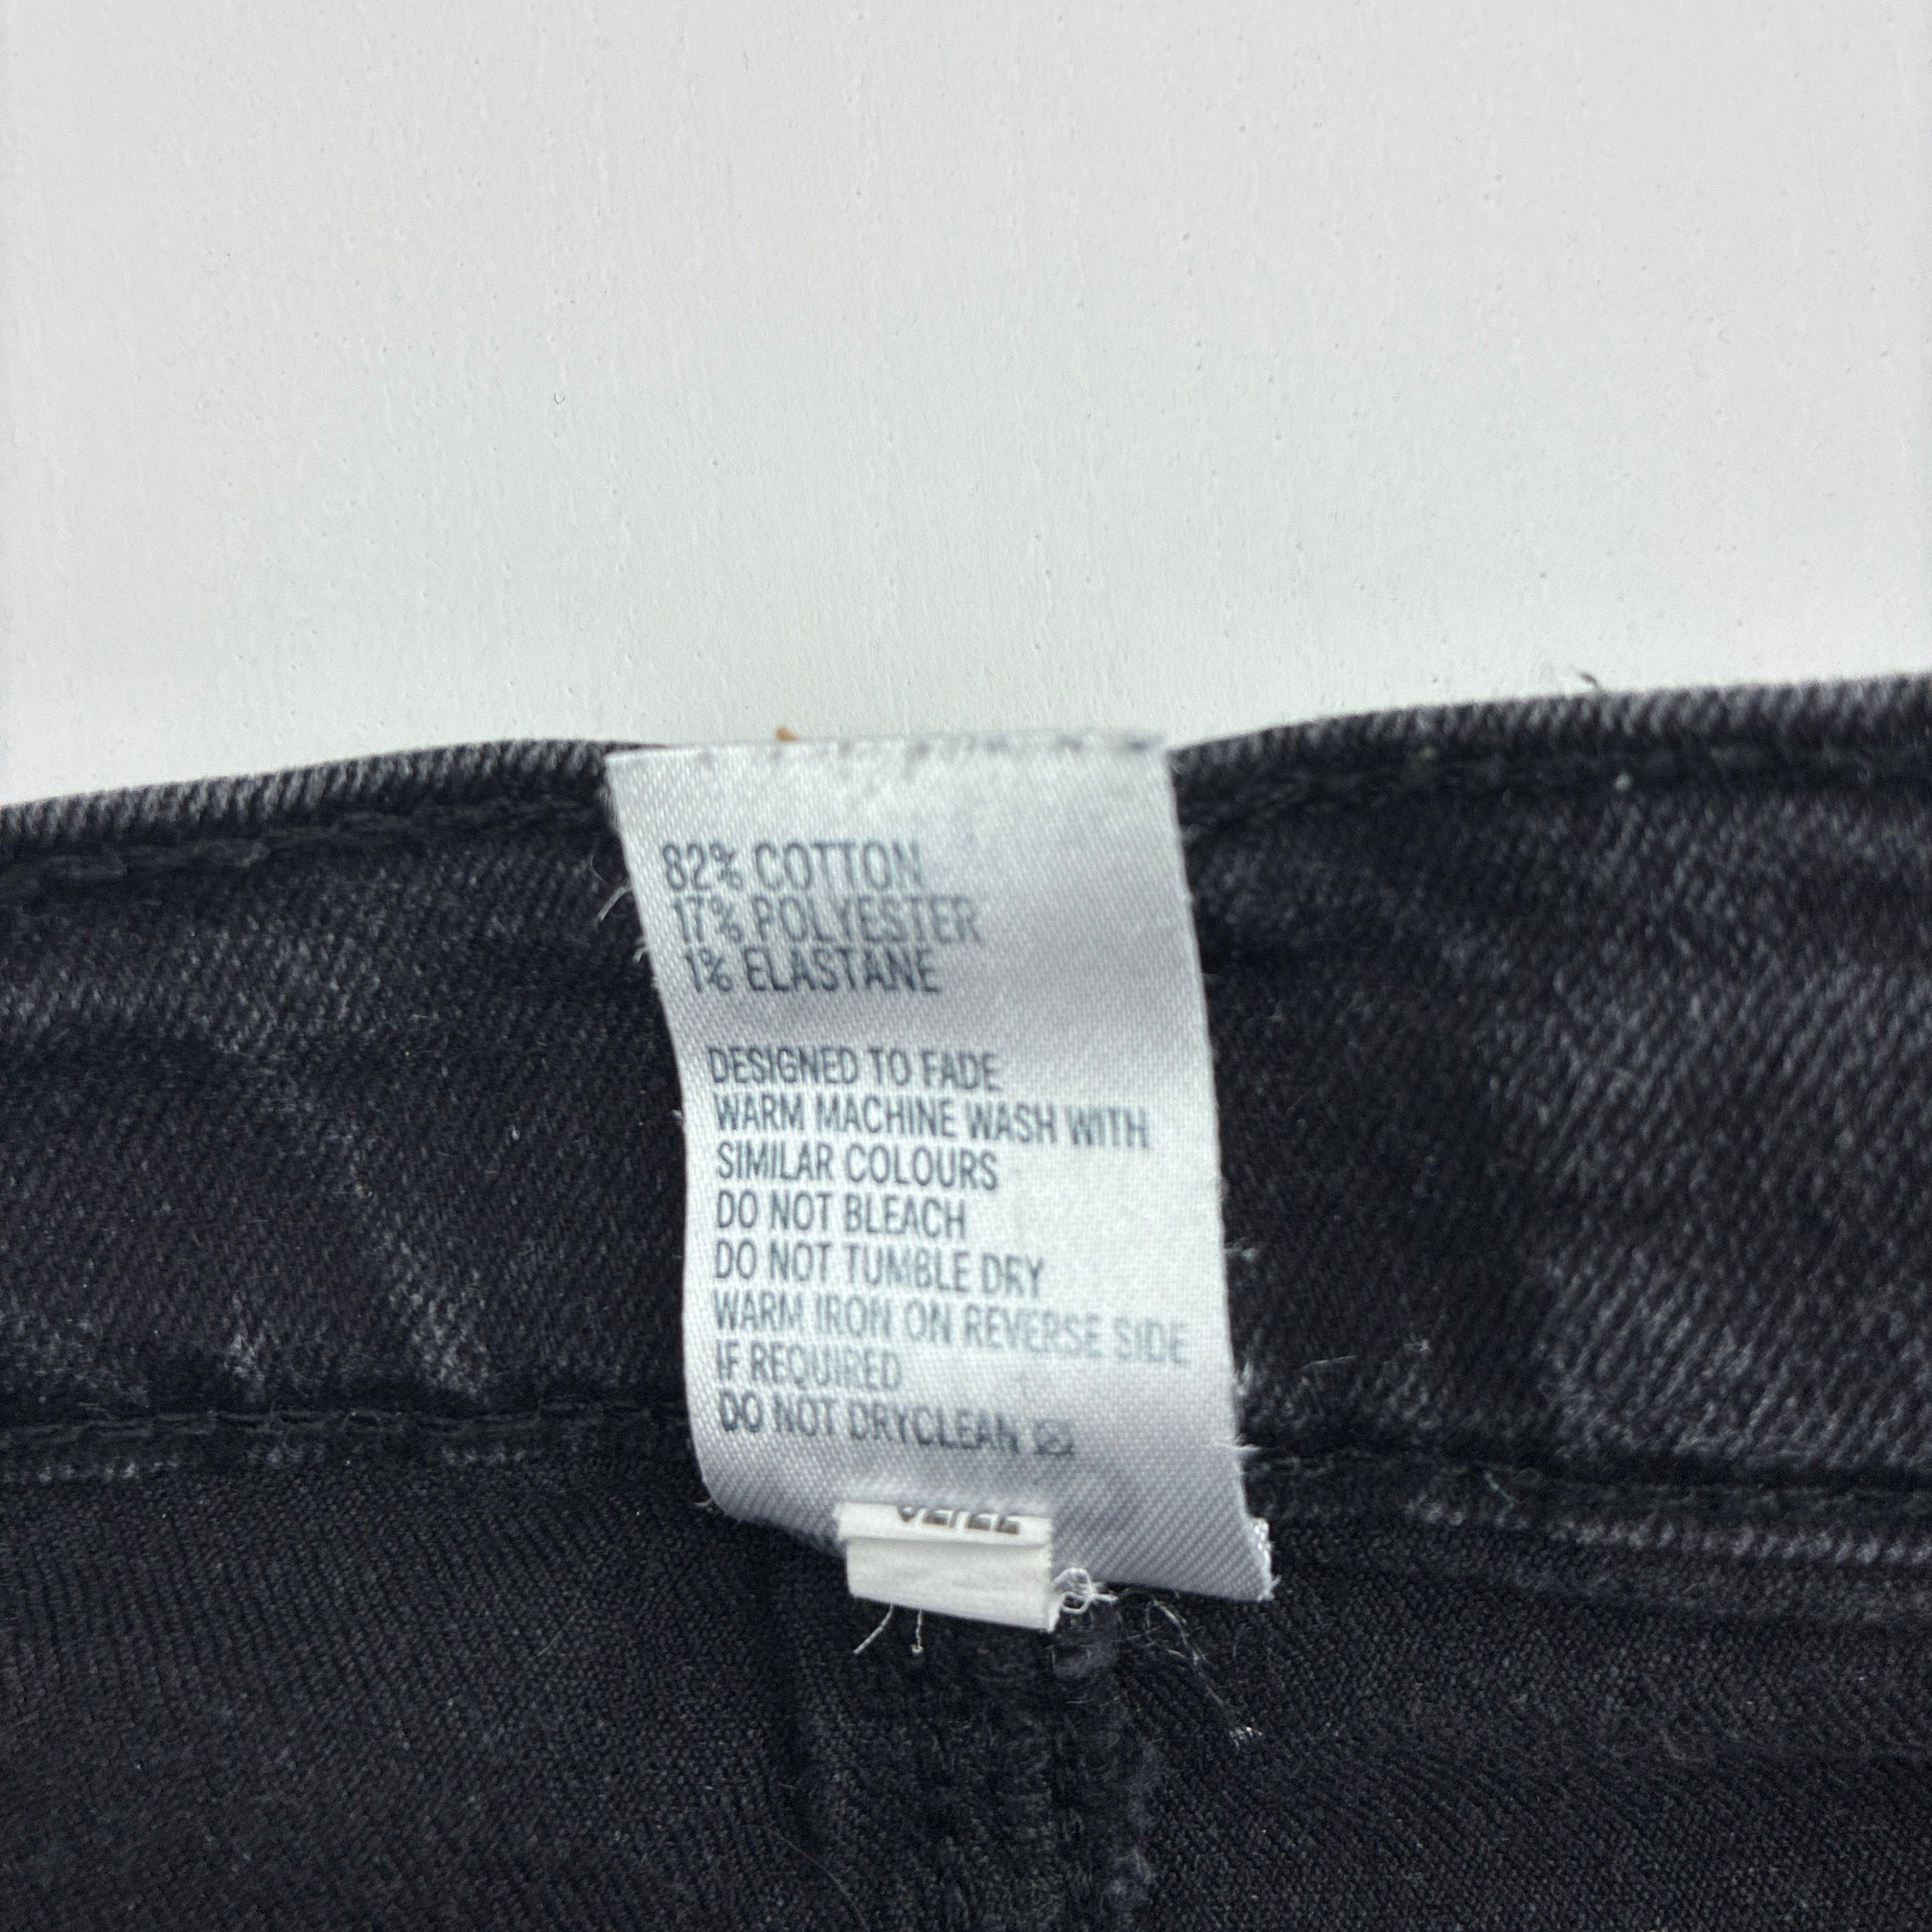 82% COTTON
17% POLYESTER
1% ELASTANE
DESIGNED TO FADE
WARM MACHINE WASH WITH
SIMILAR COLOURS
DO NOT BLEACH
DO NOT TUMBLE DRY
WARM IRON ON REVERSE SIDE
IF REQUIRED
DO NOT DRYCLEAN